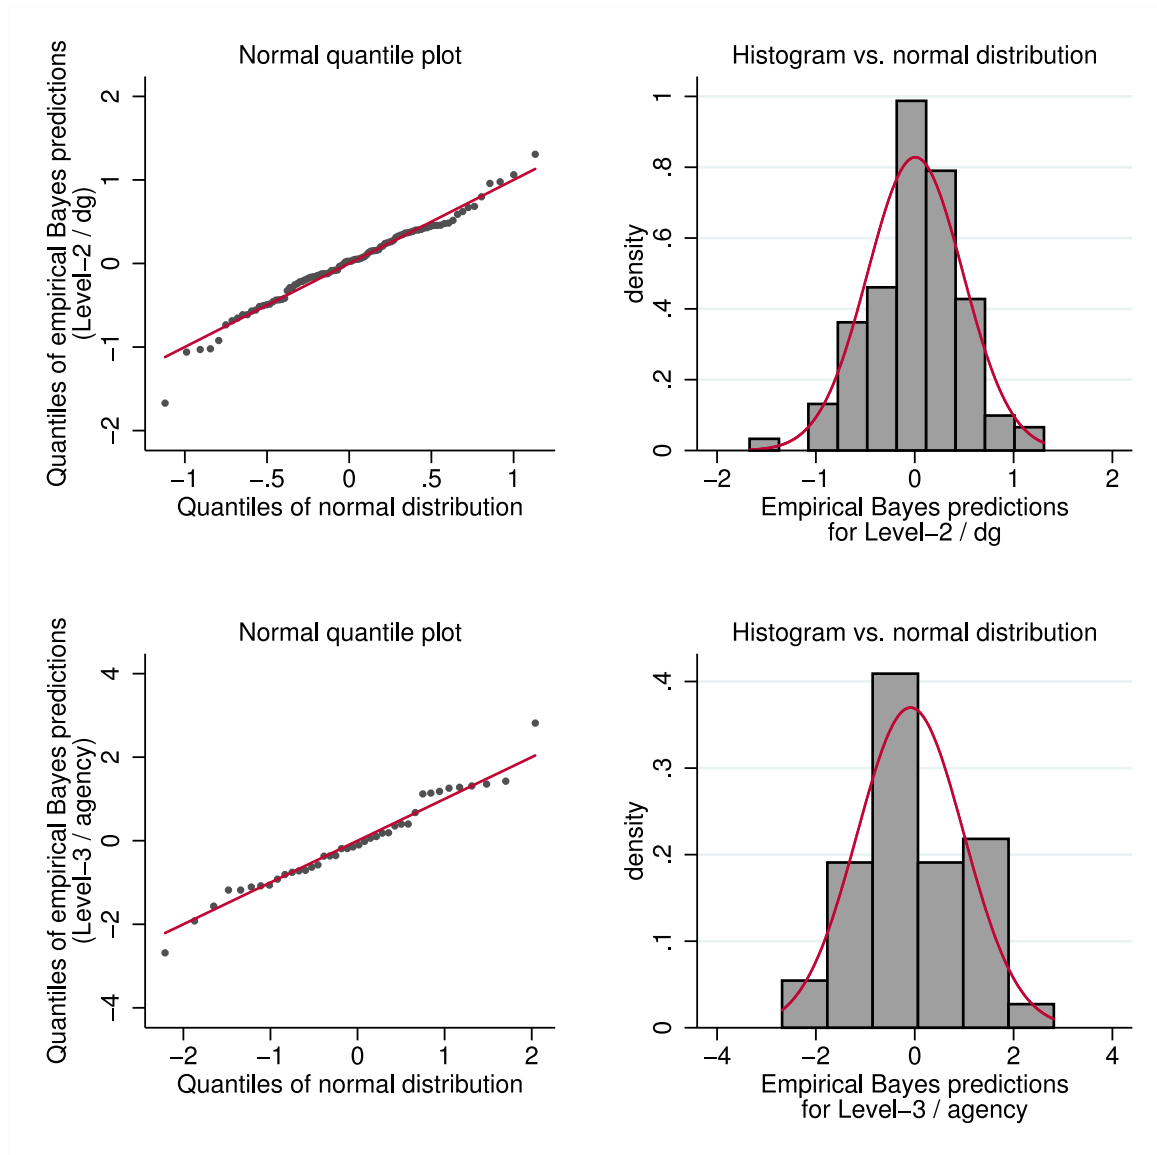 Normal quantile plot
Quantiles of empirical Bayes predictions
(Level−2 / dg)
2
1
0
−1
−2
−1
−.5
0
.5
1
Quantiles of normal distribution
Histogram vs. normal distribution
density
1
.8
.6
.4
.2
0
−2
−1
0
1
2
Empirical Bayes predictions
for Level−2 / dg
Normal quantile plot
Quantiles of empirical Bayes predictions
(Level−3 / agency)
4
2
0
−2
−4
−2
−1
0
1
2
Quantiles of normal distribution
Histogram vs. normal distribution
density
.4
.3
.2
.1
0
−4
−2
0
2
4
Empirical Bayes predictions
for Level−3 / agency